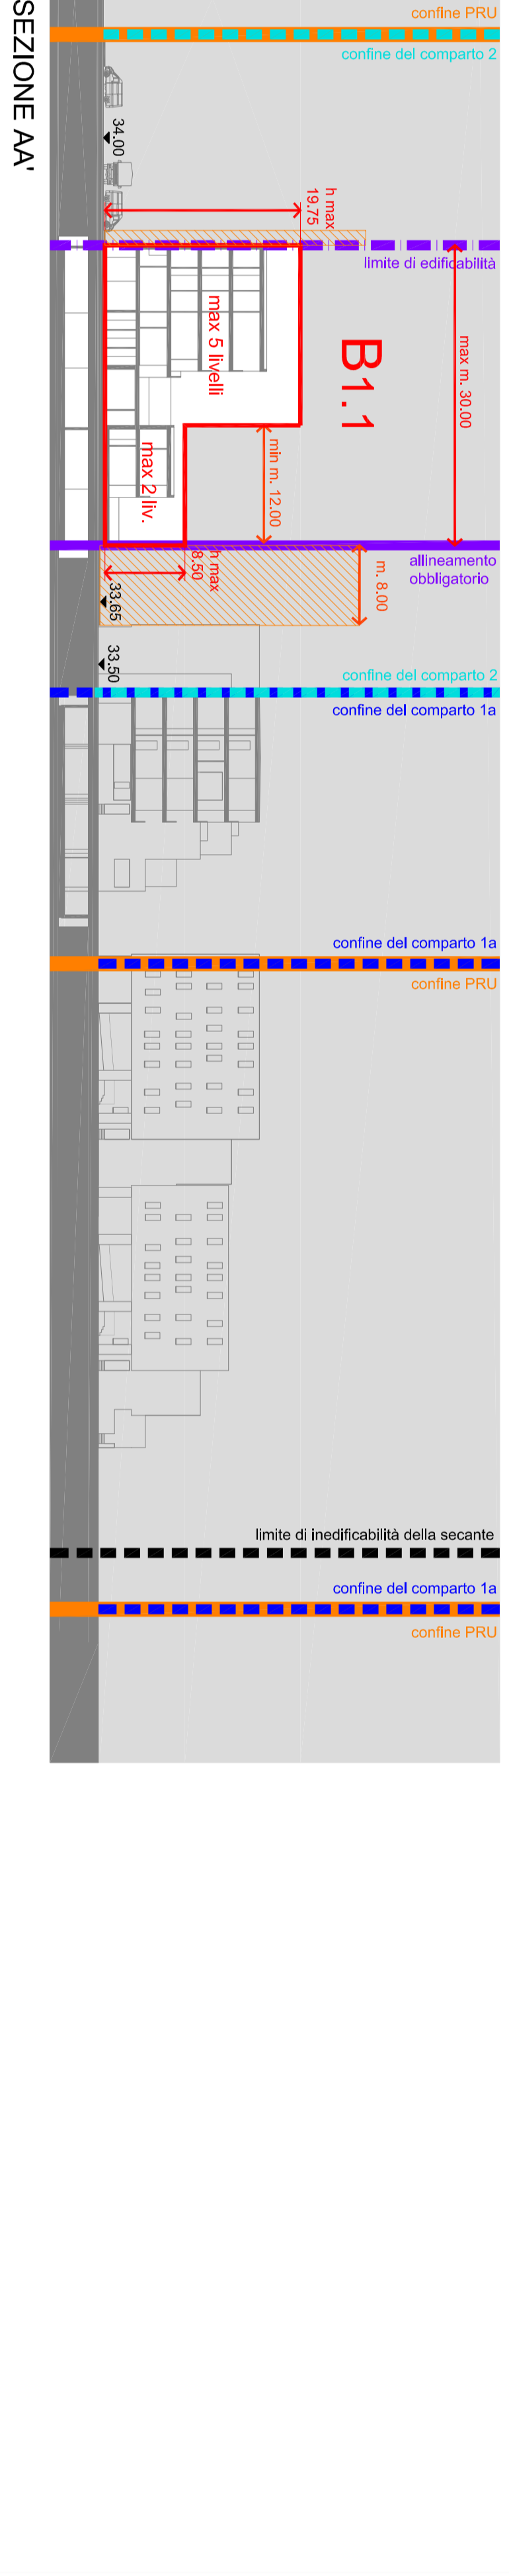 SEZIONE AA'
confine PRU
confine del comparto 2
34.00
h max
19.75
limite di edificabilità
max m. 30.00
B1.1
max 5 livelli
max 2 liv.
min m. 12.00
h max
8.50
allineamento
obbligatorio
m. 8.00
33.65
33.50
confine del comparto 2
confine del comparto 1a
confine del comparto 1a
confine PRU
limite di inedificabilità della secante
confine del comparto 1a
confine PRU